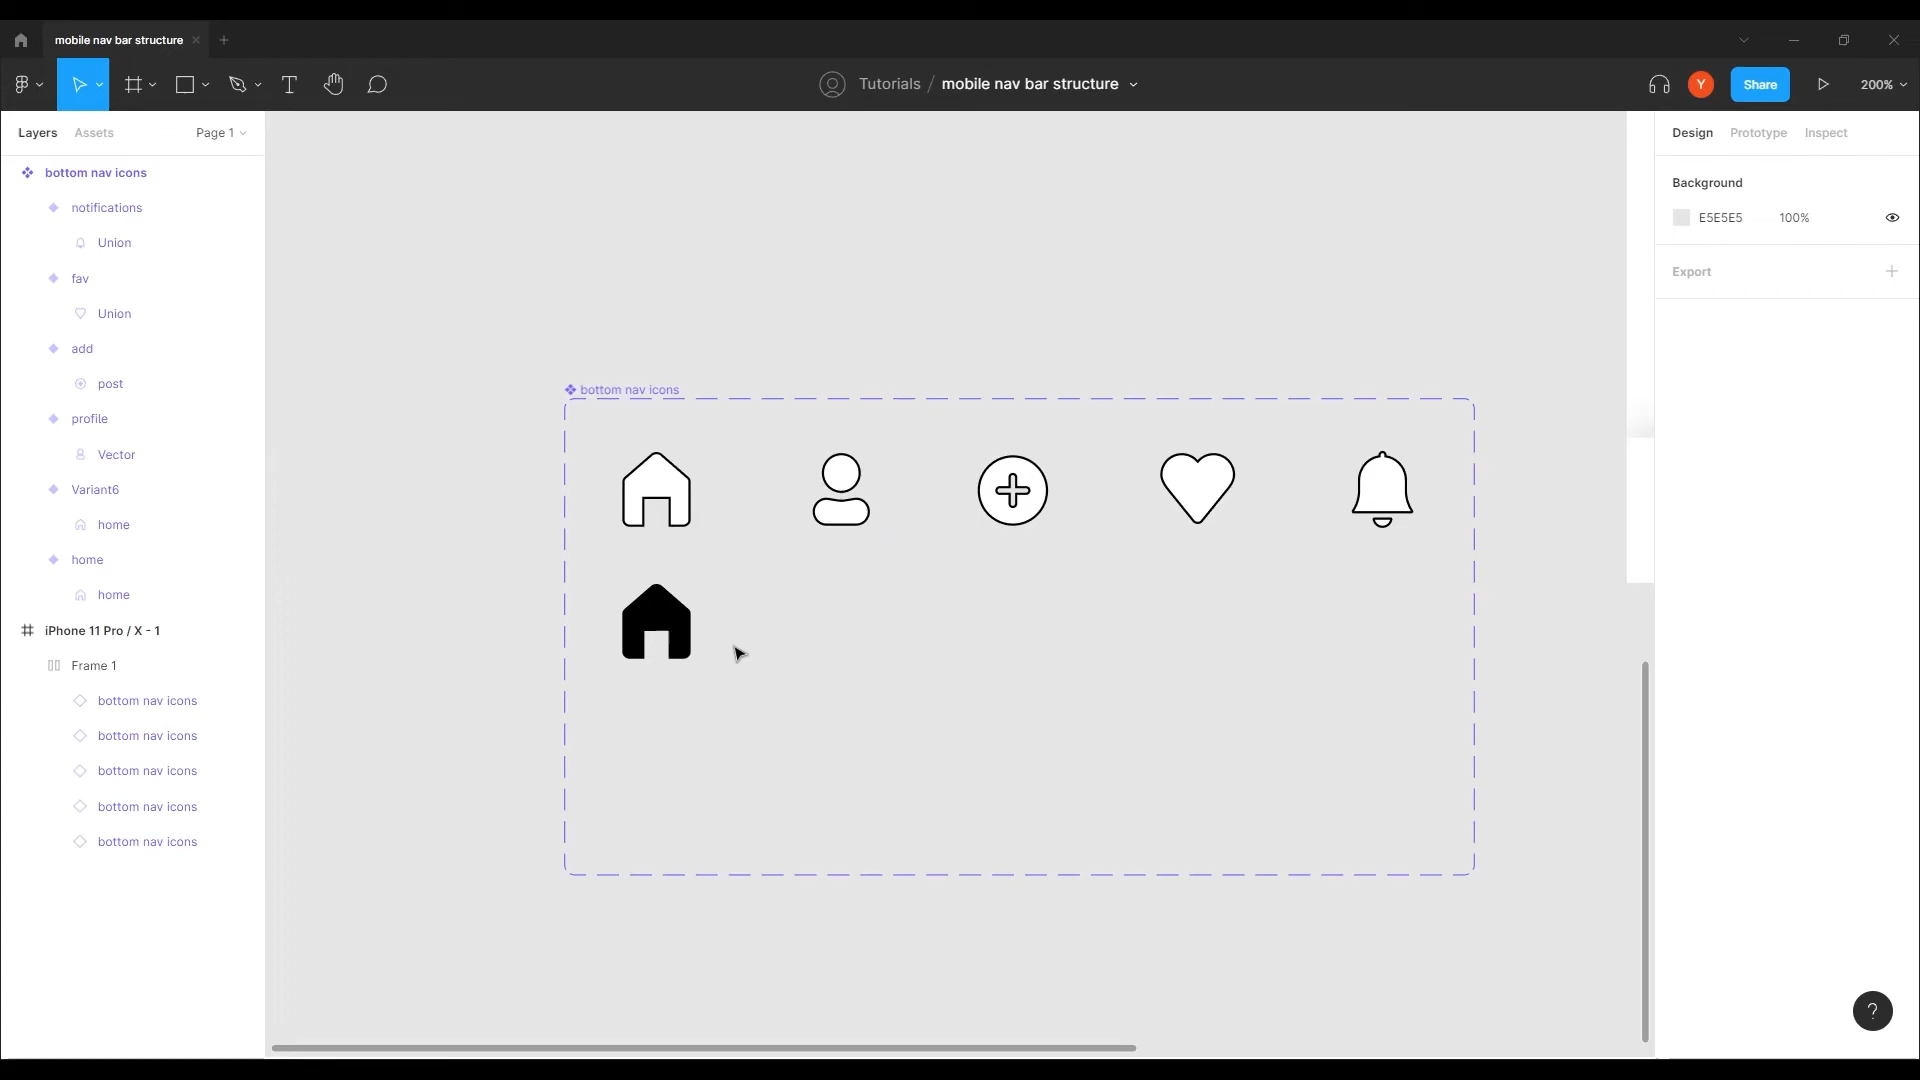 mobile nav bar structure
Tutorials / mobile nav bar structure
Y
Share
200%
Layers
Assets
Page 1
bottom nav icons
notifications
Union
fav
Union
add
post
profile
Vector
Variant6
home
home
home
iPhone 11 Pro / X - 1
Frame 1
bottom nav icons
bottom nav icons
bottom nav icons
bottom nav icons
bottom nav icons
bottom nav icons
Design
Prototype
Inspect
Background
E5E5E5
100%
Export
?